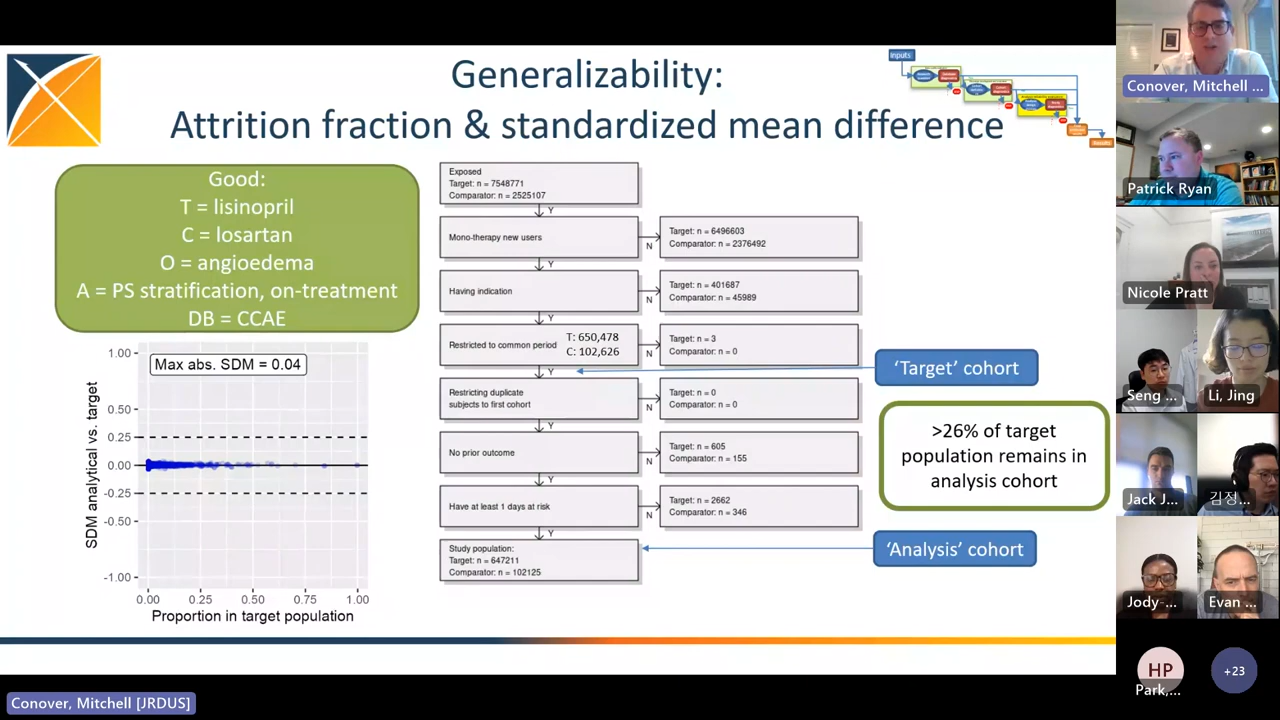 Generalizability:
Attrition fraction & standardized mean difference
inputs
Good:
T = lisinopril
C = losartan
O = angioedema
A = PS stratification, on-treatment
DB = CCAE
Max abs. SDM = 0.04
SDM analytical vs. target
1.00
0.50
0.25
0.00
-0.25
-0.50
-1.00
0.00 0.25 0.50 0.75 1.00
Proportion in target population
Exposed
Target: n = 7548771
Comparator: n = 2525107
Y
Mono-therapy new users
N
Target: n = 6496603
Comparator: n = 2376492
Y
Having indication
N
Target: n = 401687
Comparator: n = 45989
Y
Restricted to common period
T: 650,478
C: 102,626
N
Target: n = 3
Comparator: n = 0
Y
Restricting duplicate
subjects to first cohort
N
Target: n = 0
Comparator: n = 0
Y
No prior outcome
N
Target: n = 605
Comparator: n = 155
Y
Have at least 1 days at risk
N
Target: n = 2662
Comparator: n = 346
Y
Study population:
Target: n = 647211
Comparator: n = 102125
‘Target’ cohort
>26% of target
population remains in
analysis cohort
‘Analysis’ cohort
Conover, Mitchell ...
Patrick Ryan
Nicole Pratt
Seng ...
Li, Jing
Jack J...
김정...
Jody-...
Evan ...
HP
Park,...
+23
Conover, Mitchell [JRDUS]